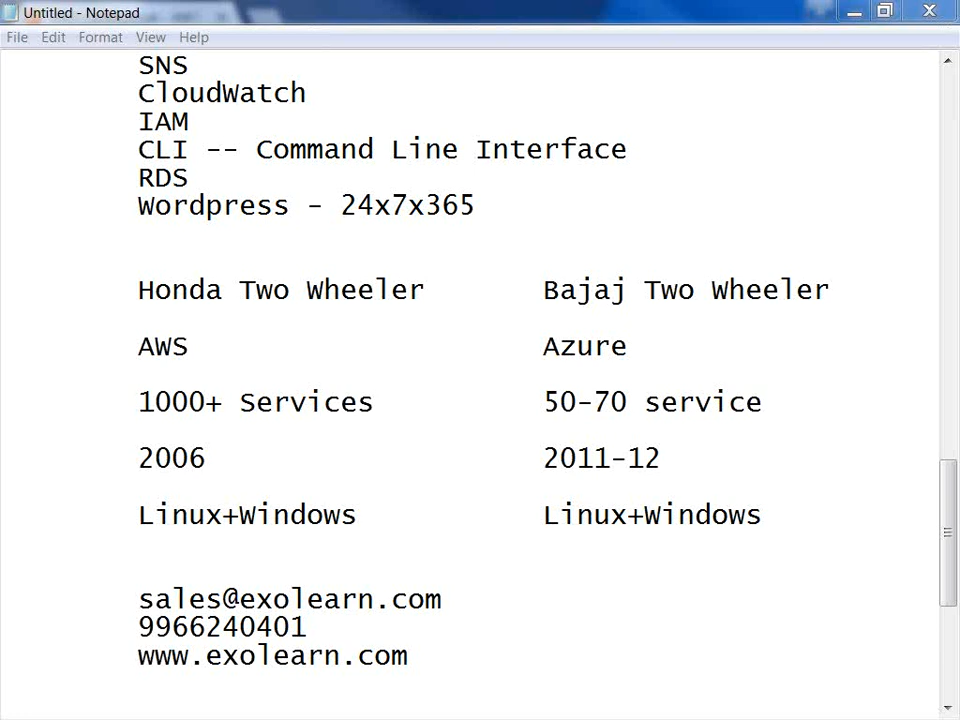 Untitled - Notepad
File Edit Format View Help
SNS
CloudWatch
IAM
CLI -- Command Line Interface
RDS
Wordpress - 24x7x365
Honda Two Wheeler Bajaj Two Wheeler
AWS Azure
1000+ Services 50-70 service
2006 2011-12
Linux+Windows Linux+Windows
sales@exolearn.com
9966240401
www.exolearn.com